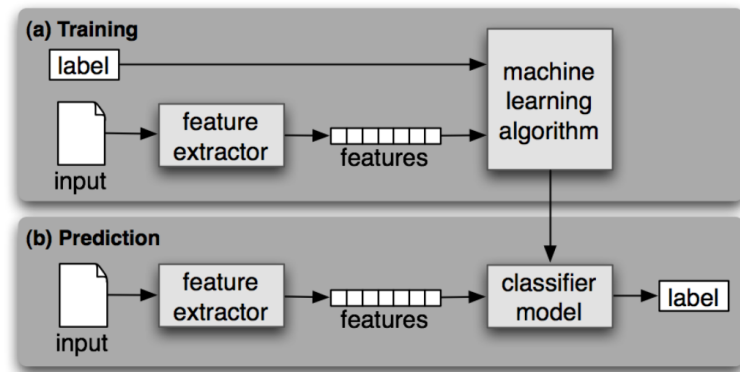 (a) Training
label
machine
learning
algorithm
feature
extractor
features
input
(b) Prediction
feature
extractor
features
input
classifier
model
label